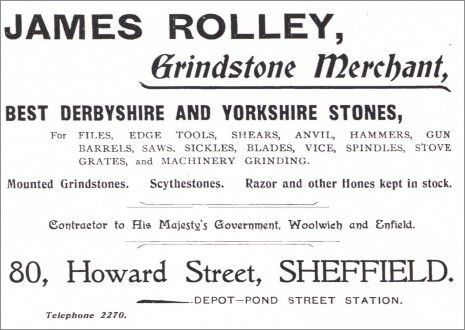 JAMES ROLLEY,
Grindstone Merchant,
BEST DERBYSHIRE AND YORKSHIRE STONES,
For FILES, EDGE TOOLS, SHEARS, ANVIL, HAMMERS, GUN
BARRELS, SAWS. SICKLES, BLADES, VICE, SPINDLES, STOVE
GRATES, and MACHINERY GRINDING.
Mounted Grindstones. Scythestones. Razor and other Hones kept in stock.
Contractor to His Majesty's Government, Woolwich and Enfield.
80, Howard Street, SHEFFIELD.
DEPOT—POND STREET STATION.
Telephone 2270.